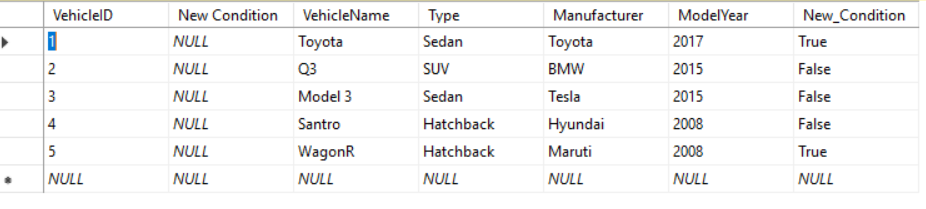 VehicleID New Condition VehicleName Type Manufacturer ModelYear New_Condition
1 NULL Toyota Sedan Toyota 2017 True
2 NULL Q3 SUV BMW 2015 False
3 NULL Model 3 Sedan Tesla 2015 False
4 NULL Santro Hatchback Hyundai 2008 False
5 NULL WagonR Hatchback Maruti 2008 True
NULL NULL NULL NULL NULL NULL NULL